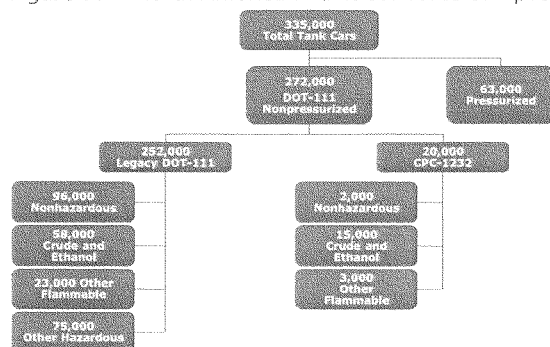 335,000
Total Tank Cars
272,000
DOT-111
Nonpressurized
63,000
Pressurized
252,000
Legacy DOT-111
20,000
CPC-1232
96,000
Nonhazardous
58,000
Crude and
Ethanol
23,000 Other
Flammable
75,000
Other Hazardous
2,000
Nonhazardous
15,000
Crude and
Ethanol
3,000
Other
Flammable